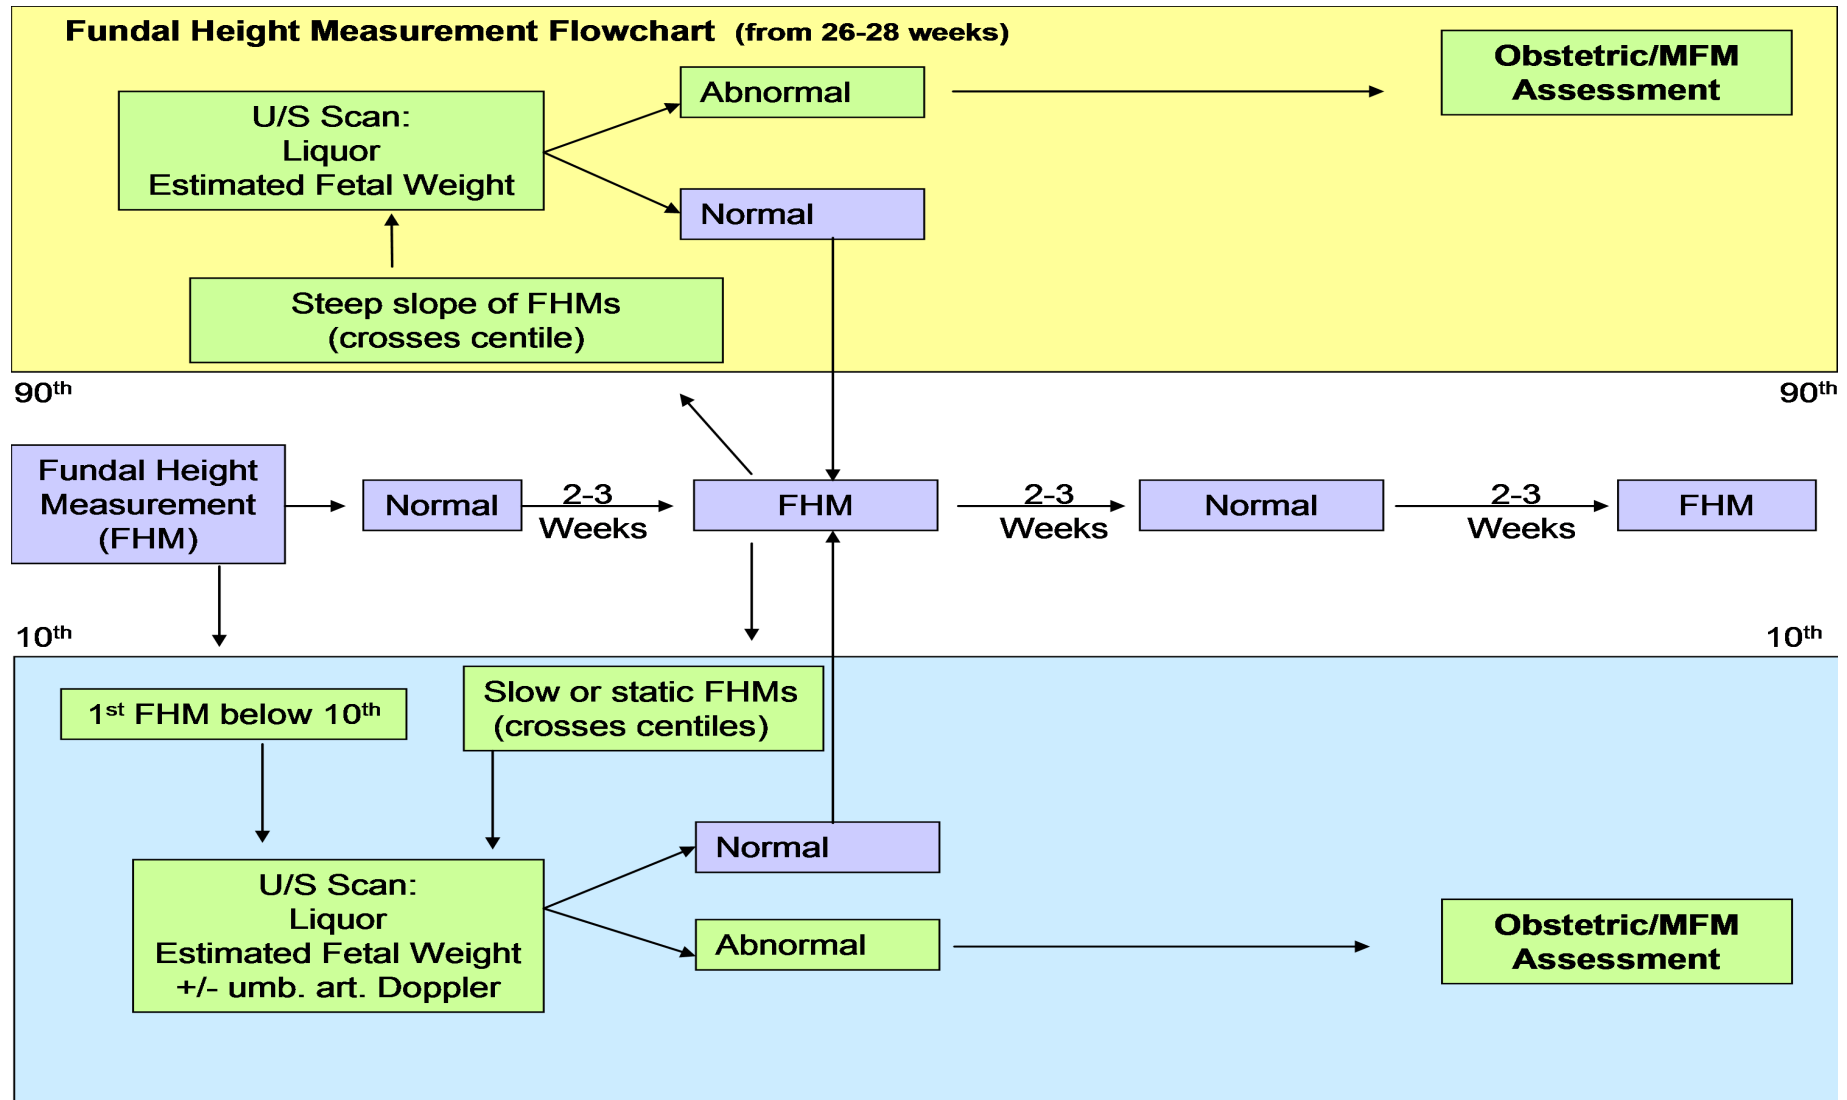 Fundal Height Measurement Flowchart (from 26-28 weeks)
Obstetric/MFM
Assessment
Abnormal
U/S Scan:
Liquor
Estimated Fetal Weight
Normal
Steep slope of FHMs
(crosses centile)
90th
90th
Fundal Height
Measurement
(FHM)
Normal
2-3
Weeks
FHM
2-3
Weeks
Normal
2-3
Weeks
FHM
10th
10th
1st FHM below 10th
Slow or static FHMs
(crosses centiles)
Normal
U/S Scan:
Liquor
Estimated Fetal Weight
+/- umb. art. Doppler
Abnormal
Obstetric/MFM
Assessment